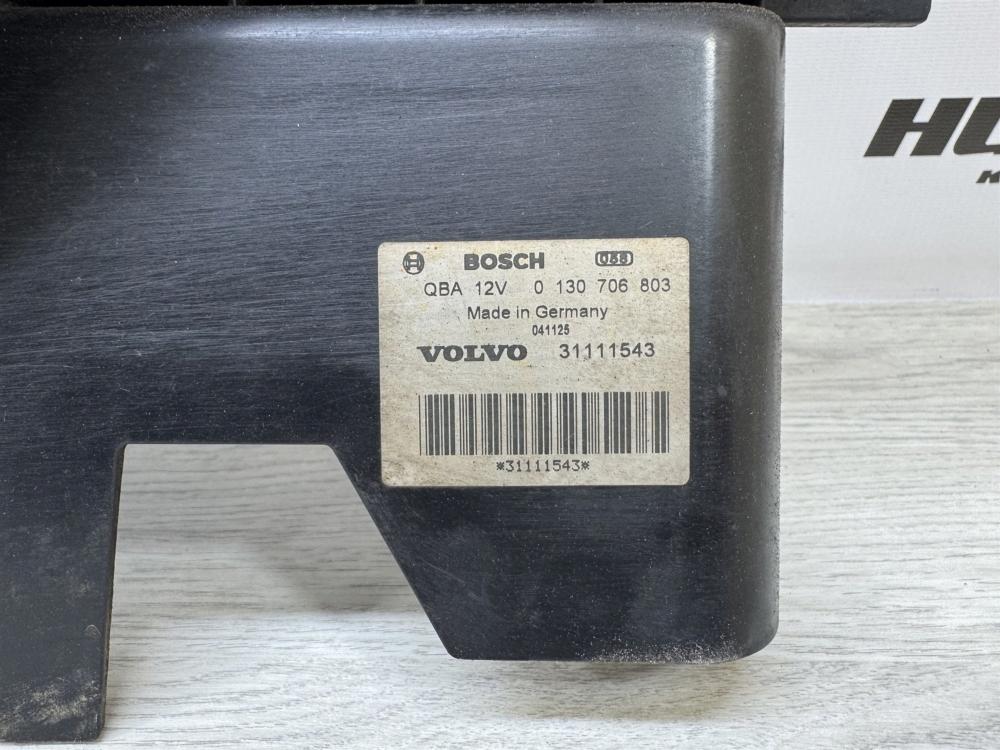 BOSCH
QBA 12V 0 130 706 803
Made in Germany
041125
VOLVO 31111543
*31111543*